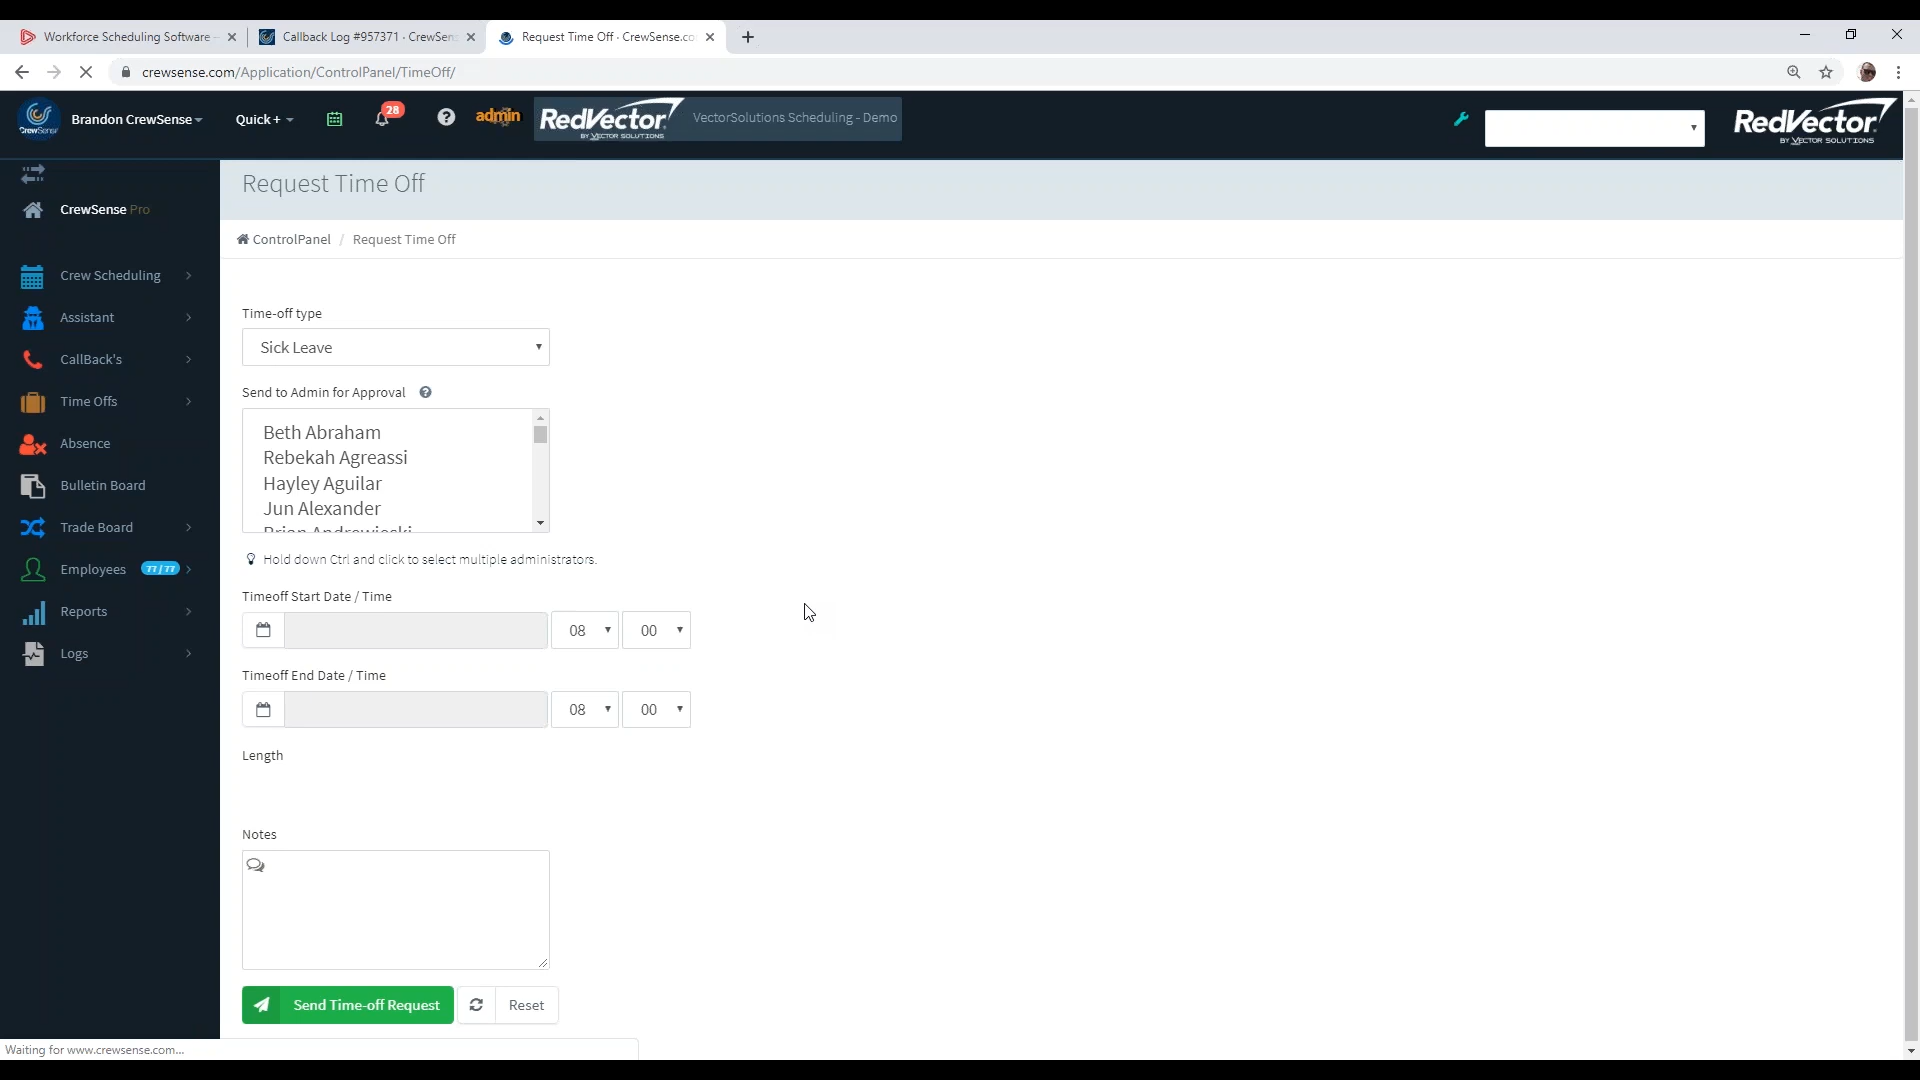 Workforce Scheduling Software -
Callback Log #957371 - CrewSens
Request Time Off - CrewSense.co
crewsense.com/Application/ControlPanel/TimeOff/
CrewSense
Brandon CrewSense
Quick +
28
admin
RedVector
BY VECTOR SOLUTIONS
VectorSolutions Scheduling - Demo
RedVector
BY VECTOR SOLUTIONS
CrewSense Pro
Crew Scheduling
Assistant
CallBack's
Time Offs
Absence
Bulletin Board
Trade Board
Employees 77 / 77
Reports
Logs
Request Time Off
ControlPanel / Request Time Off
Time-off type
Sick Leave
Send to Admin for Approval
Beth Abraham
Rebekah Agreassi
Hayley Aguilar
Jun Alexander
Hold down Ctrl and click to select multiple administrators.
Timeoff Start Date / Time
08 00
Timeoff End Date / Time
08 00
Length
Notes
Send Time-off Request
Reset
Waiting for www.crewsense.com...